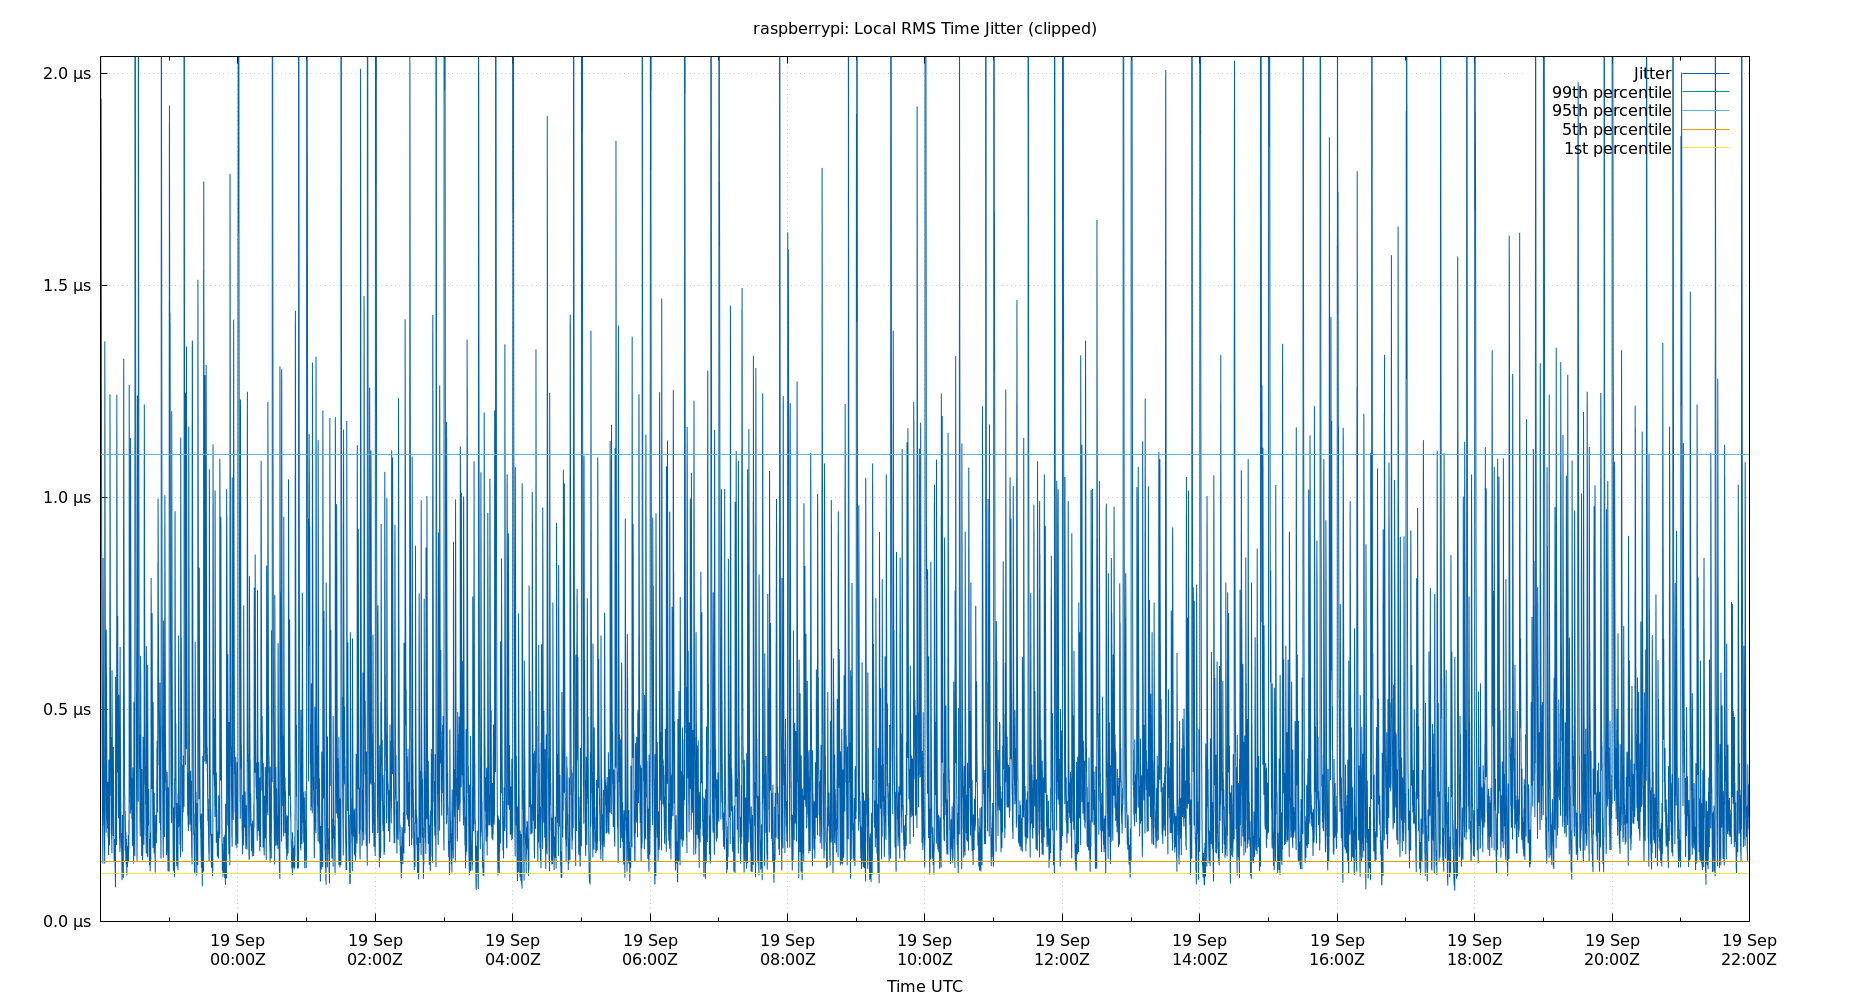 raspberrypi: Local RMS Time Jitter (clipped)
2.0 μs
1.5 μs
1.0 μs
0.5 μs
0.0 μs
Jitter
99th percentile
95th percentile
5th percentile
1st percentile
19 Sep 19 Sep 19 Sep 19 Sep 19 Sep 19 Sep 19 Sep 19 Sep 19 Sep 19 Sep 19 Sep 19 Sep
00:00Z 02:00Z 04:00Z 06:00Z 08:00Z 10:00Z 12:00Z 14:00Z 16:00Z 18:00Z 20:00Z 22:00Z
Time UTC